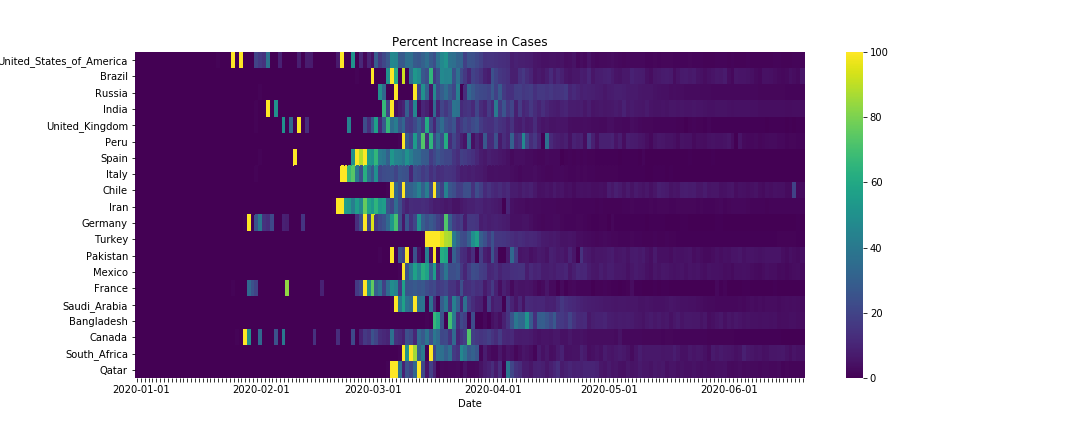 Percent Increase in Cases
United_States_of_America
Brazil
Russia
India
United_Kingdom
Peru
Spain
Italy
Chile
Iran
Germany
Turkey
Pakistan
Mexico
France
Saudi_Arabia
Bangladesh
Canada
South_Africa
Qatar
2020-01-01 2020-02-01 2020-03-01 2020-04-01 2020-05-01 2020-06-01
Date
100
80
60
40
20
0